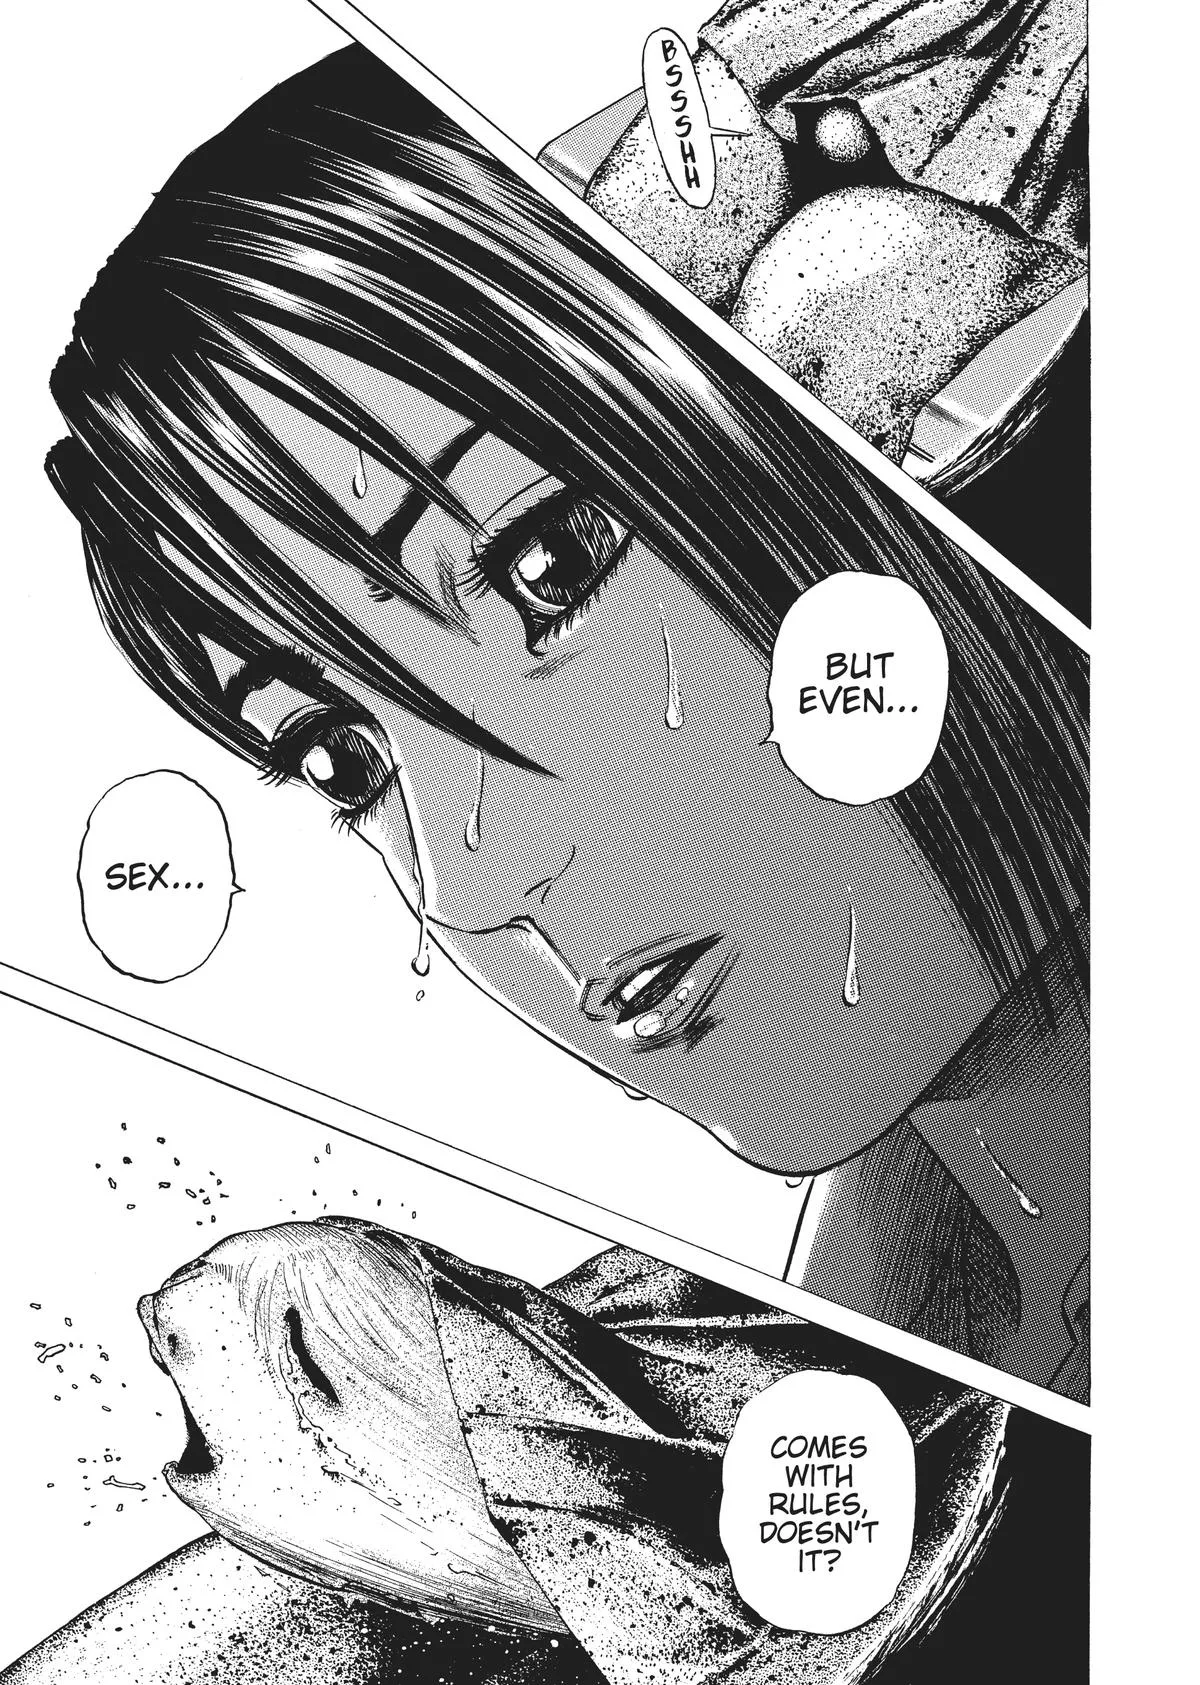 BSSSHH
BUT
EVEN...
SEX...
COMES
WITH
RULES,
DOESN'T
IT?